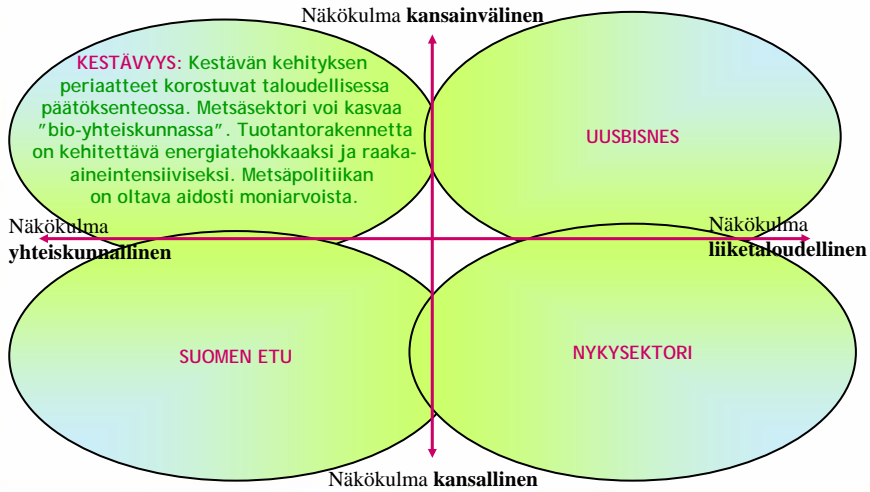 Näkökulma kansainvälinen
KESTÄVYYS: Kestävän kehityksen
periaatteet korostuvat taloudellisessa
päätöksenteossa. Metsäsektori voi kasvaa
”bio-yhteiskunnassa”. Tuotantorakennetta
on kehitettävä energiatehokkaaksi ja raaka-
aineintensiiviseksi. Metsäpolitiikan
on oltava aidosti moniarvoista.
UUSBISNES
Näkökulma
yhteiskunnallinen
Näkökulma
liiketaloudellinen
SUOMEN ETU
NYKYSEKTORI
Näkökulma kansallinen